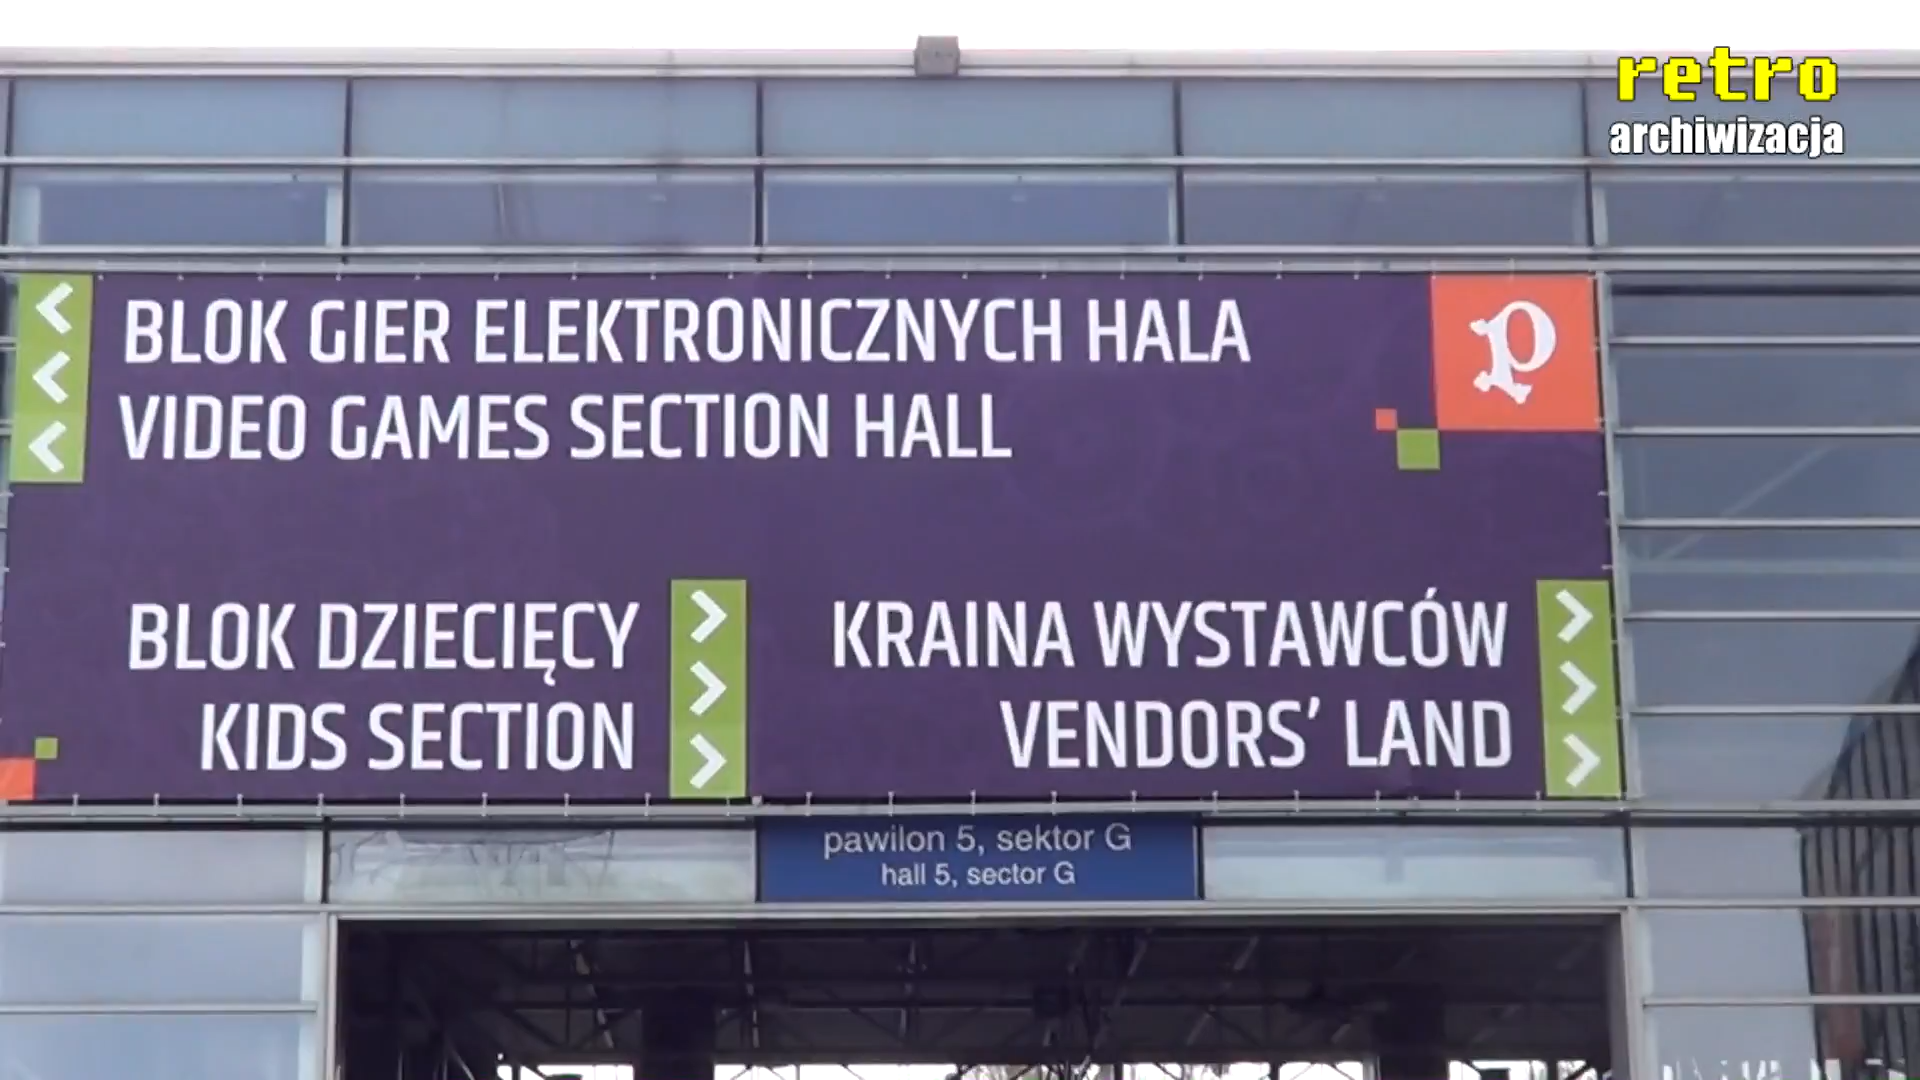 retro
archiwizacja
BLOK GIER ELEKTRONICZNYCH HALA
VIDEO GAMES SECTION HALL
p
BLOK DZIECIĘCY
KIDS SECTION
KRAINA WYSTAWCÓW
VENDORS’ LAND
pawilon 5, sektor G
hall 5, sector G